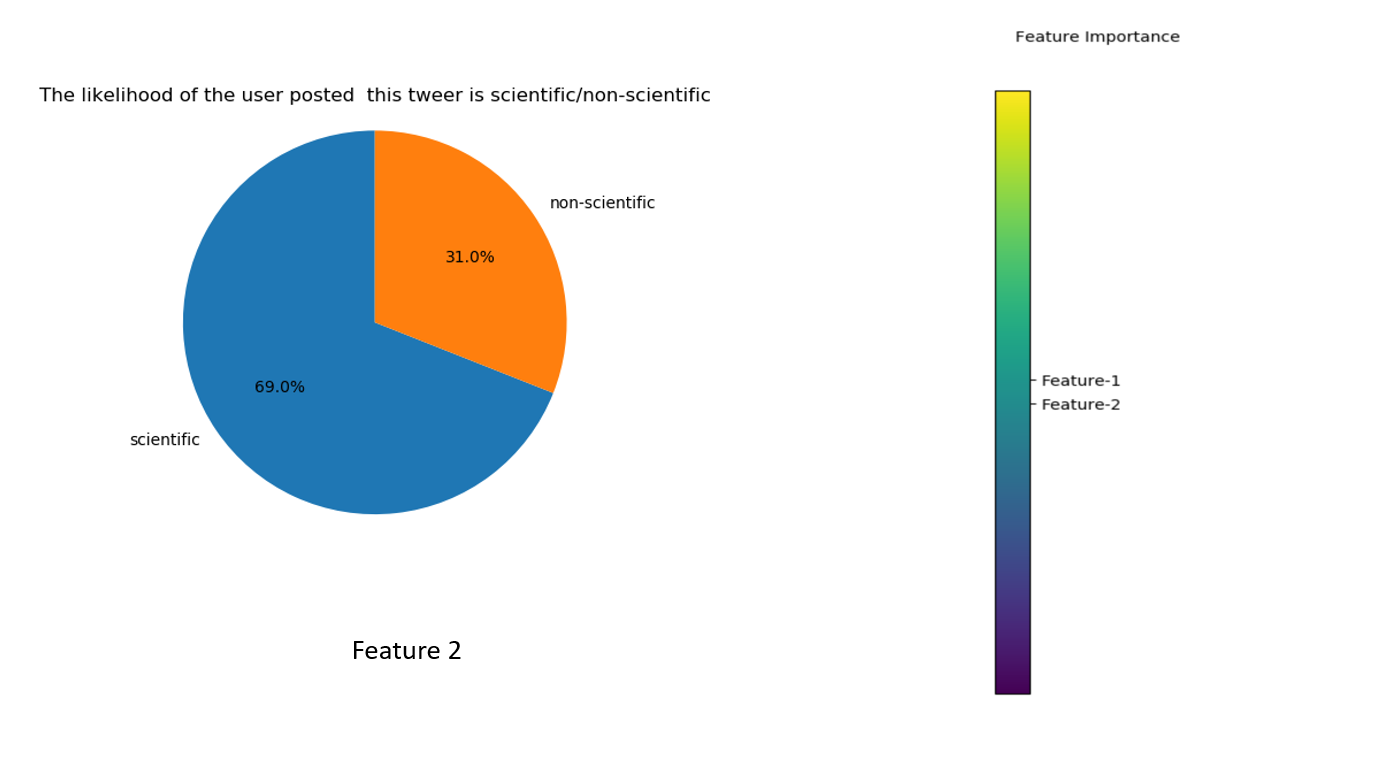 Feature Importance
The likelihood of the user posted  this tweer is scientific/non-scientific
non-scientific
31.0%
69.0%
scientific
Feature-1
Feature-2
Feature 2